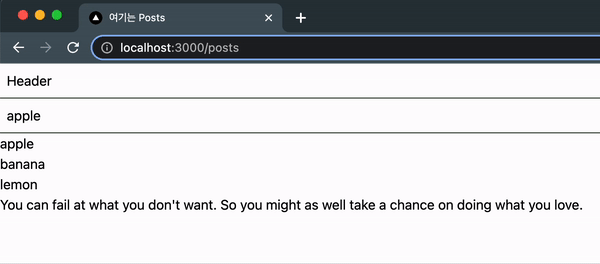 여기는 Posts
localhost:3000/posts
Header
apple
apple
banana
lemon
You can fail at what you don't want. So you might as well take a chance on doing what you love.